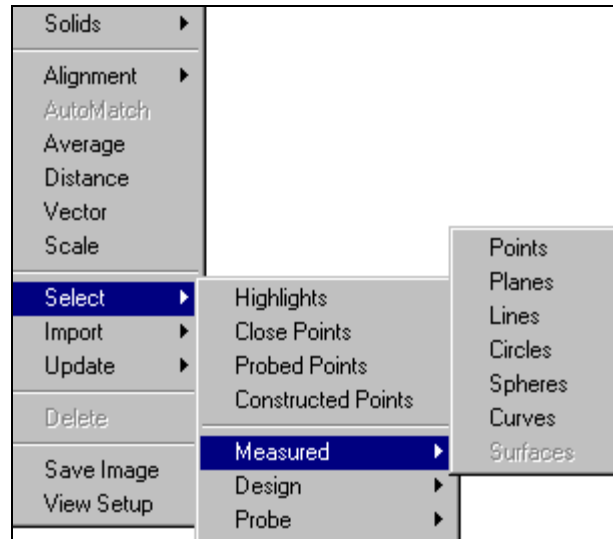 Solids
Alignment
AutoMatch
Average
Distance
Vector
Scale
Select
Import
Update
Delete
Save Image
View Setup
Highlights
Close Points
Probed Points
Constructed Points
Measured
Design
Probe
Points
Planes
Lines
Circles
Spheres
Curves
Surfaces